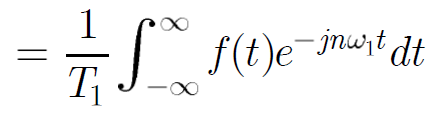 $= \frac{1}{T_1} \int_{-\infty}^{\infty} f(t) e^{-jn\omega_1 t} dt$